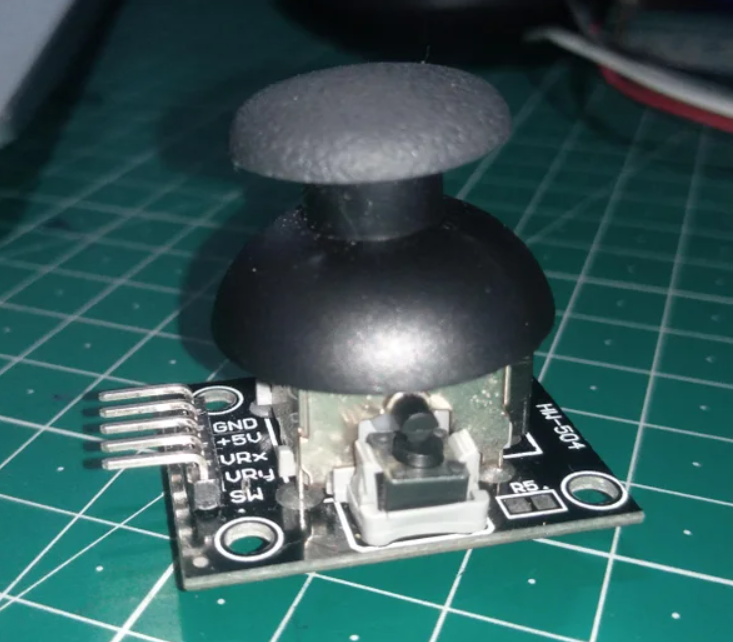 GND
+5V
VRX
VRY
SW
HW-504
R5